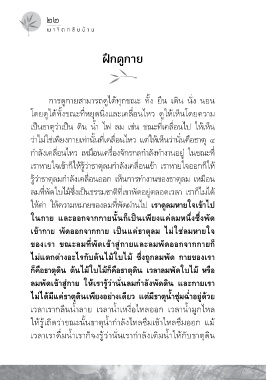 ๒๒
พาจิตกลับบ้าน
ฝึกดูกาย
การดูกายสามารถดูได้ทุกขณะ ทั้ง ยืน เดิน นั่ง นอน
โดยดูได้ทั้งขณะที่หยุดนิ่งและเคลื่อนไหว ดูให้เห็นโดยความ
เป็นธาตุว่าเป็น ดิน น้ำ ไฟ ลม เช่น ขณะที่เคลื่อนไป ให้เห็น
ว่าไม่ใช่เพียงกายเท่านั้นที่เคลื่อนไหว แต่ให้เห็นว่านั่นคือธาตุ ๔
กำลังเคลื่อนไหว เหมือนเครื่องจักรกลกำลังทำงานอยู่ ในขณะที่
เราหายใจเข้าก็ให้รู้ว่าธาตุลมกำลังเคลื่อนเข้า เราหายใจออกก็ให้
รู้ว่าธาตุลมกำลังเคลื่อนออก เห็นการทำงานของธาตุลม เหมือน
ลมที่พัดใบไม้ซึ่งเป็นธรรมชาติที่เราพัดอยู่ตลอดเวลา เราก็ไม่ได้
ให้ค่า ให้ความหมายของลมที่พัดผ่านไป เราดูลมหายใจเข้าไป
ในกาย และออกจากกายนั้นก็เป็นเพียงแค่ลมหนึ่งซึ่งพัด
เข้ากาย พัดออกจากกาย เป็นแค่ธาตุลม ไม่ใช่ลมหายใจ
ของเรา ขณะลมที่พัดเข้าสู่กายและลมพัดออกจากกายก็
ไม่แตกต่างอะไรกับต้นไม้ใบไม้ ซึ่งถูกลมพัด กายของเรา
ก็คือธาตุดิน ต้นไม้ใบไม้ก็คือธาตุดิน เวลาลมพัดใบไม้ หรือ
ลมพัดเข้าสู่กาย ให้เรารู้ว่านั่นลมกำลังพัดดิน และกายเรา
ไม่ได้มีแค่ธาตุดินเพียงอย่างเดียว แต่มีธาตุน้ำชุ่มฉ่ำอยู่ด้วย
เวลาเรากลืนน้ำลาย เวลาน้ำเหงื่อไหลออก เวลาน้ำมูกไหล
ให้รู้เถิดว่าขณะนั้นธาตุน้ำกำลังไหลซึมเข้าไหลซึมออก แม้
เวลาเราดื่มน้ำเราก็จงรู้ว่านั่นเรากำลังเติมน้ำให้กับธาตุดิน